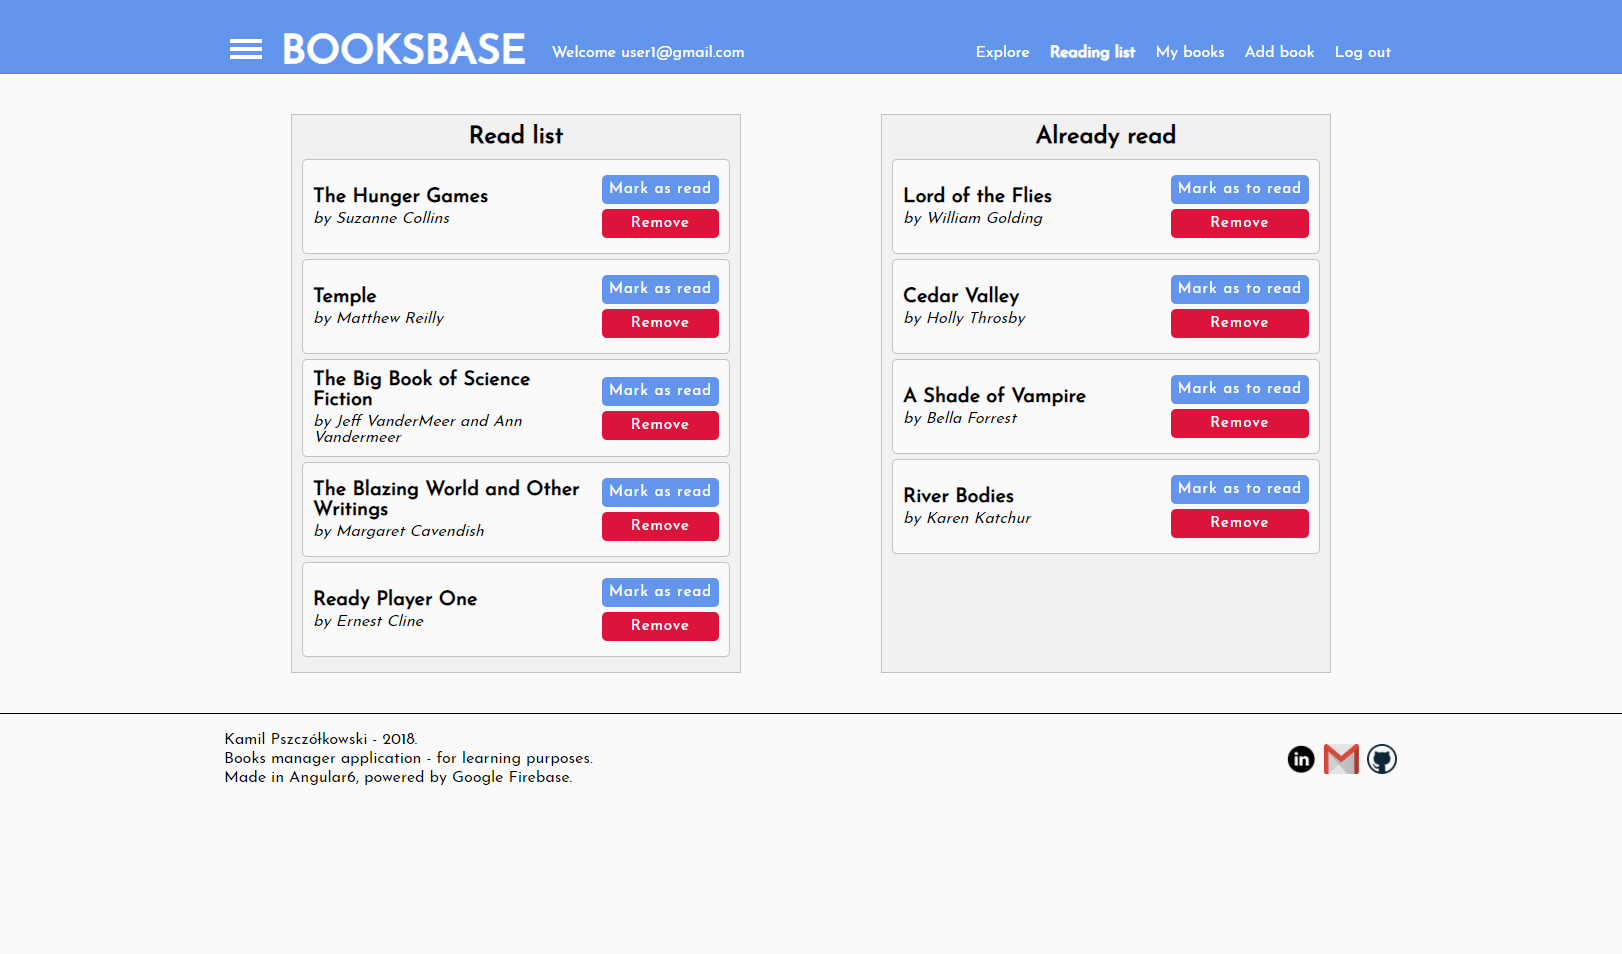 BOOKSBASE
Welcome user1@gmail.com
Explore
Reading list
My books
Add book
Log out
Read list
The Hunger Games
by Suzanne Collins
Mark as read
Remove
Temple
by Matthew Reilly
Mark as read
Remove
The Big Book of Science
Fiction
by Jeff VanderMeer and Ann
Vandermeer
Mark as read
Remove
The Blazing World and Other
Writings
by Margaret Cavendish
Mark as read
Remove
Ready Player One
by Ernest Cline
Mark as read
Remove
Already read
Lord of the Flies
by William Golding
Mark as to read
Remove
Cedar Valley
by Holly Throsby
Mark as to read
Remove
A Shade of Vampire
by Bella Forrest
Mark as to read
Remove
River Bodies
by Karen Katchur
Mark as to read
Remove
Kamil Pszczółkowski - 2018.
Books manager application - for learning purposes.
Made in Angular6, powered by Google Firebase.
in